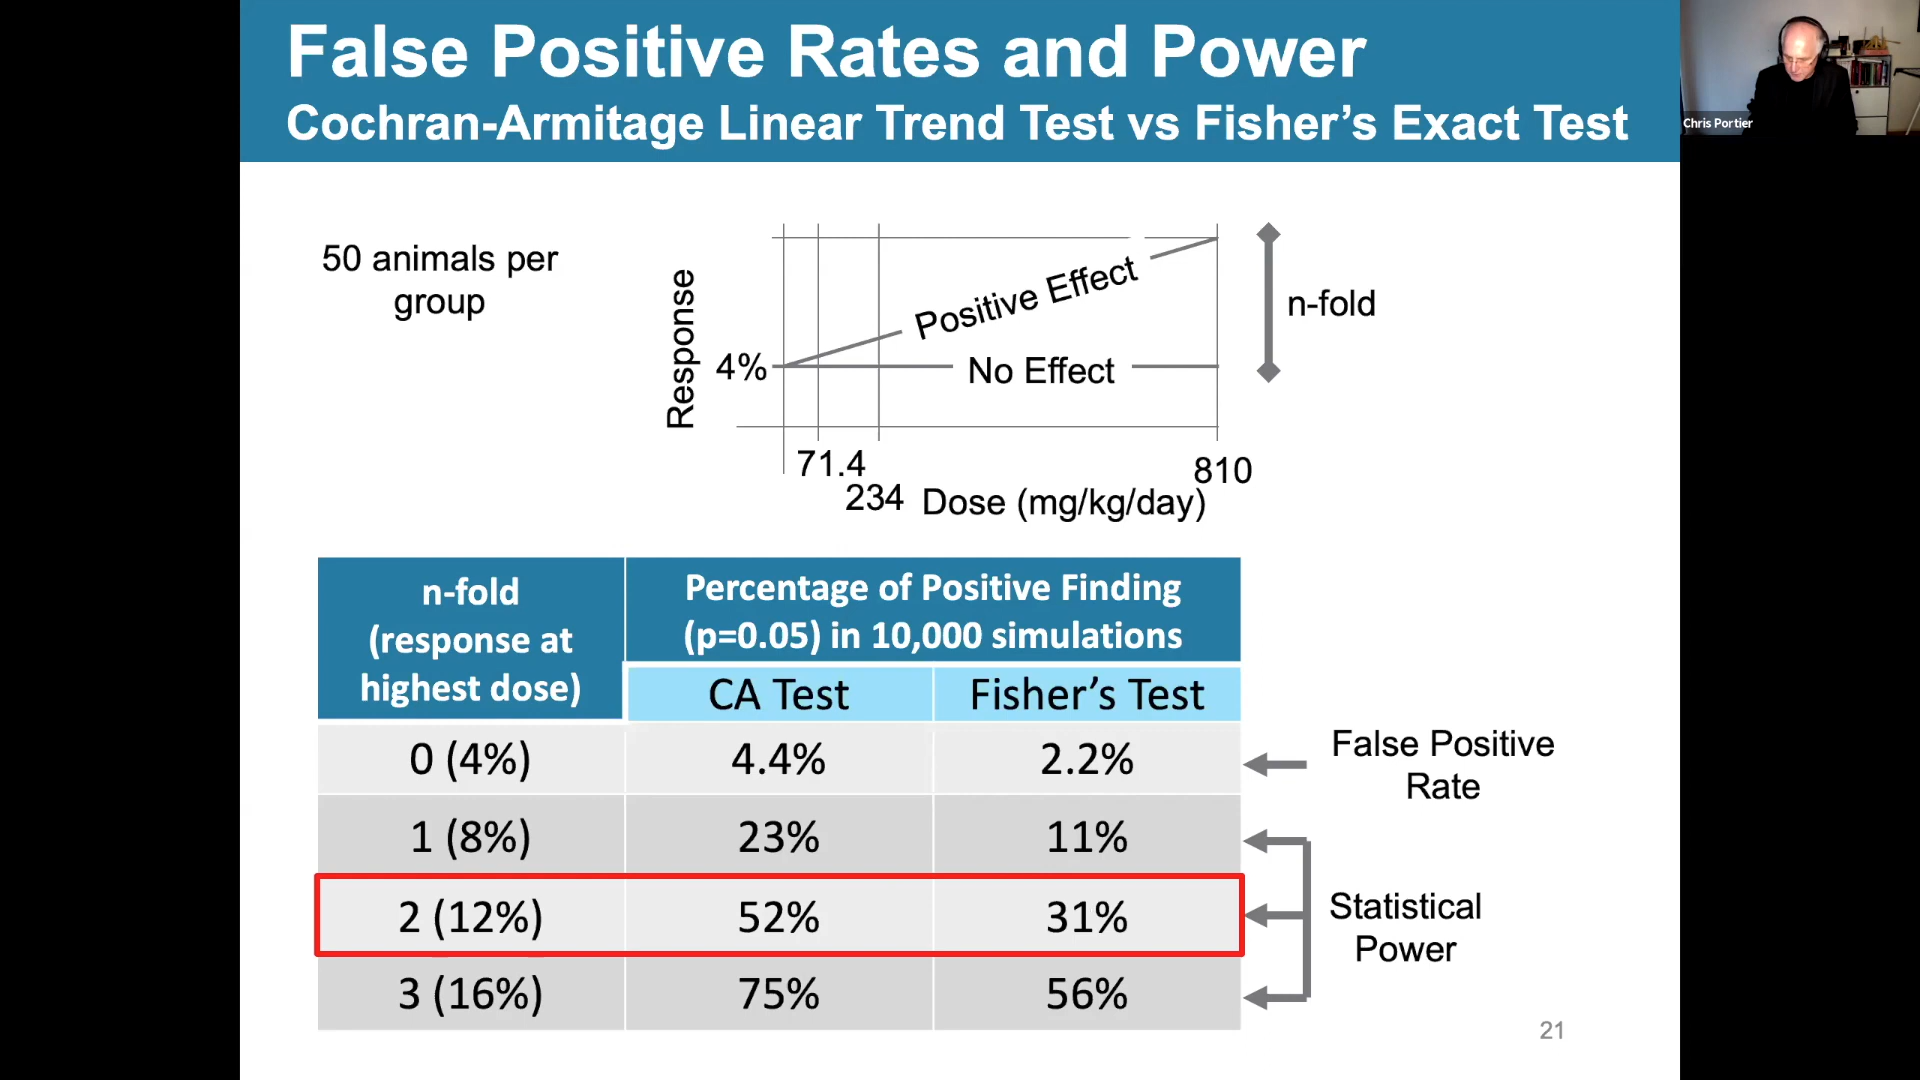 False Positive Rates and Power
Cochran-Armitage Linear Trend Test vs Fisher's Exact Test
Chris Portier
50 animals per
group
Response
4%
Positive Effect
No Effect
n-fold
71.4
234
810
Dose (mg/kg/day)
n-fold
(response at
highest dose)
Percentage of Positive Finding
(p=0.05) in 10,000 simulations
CA Test Fisher's Test
0 (4%) 4.4% 2.2%
False Positive
Rate
1 (8%) 23% 11%
2 (12%) 52% 31%
Statistical
Power
3 (16%) 75% 56%
21